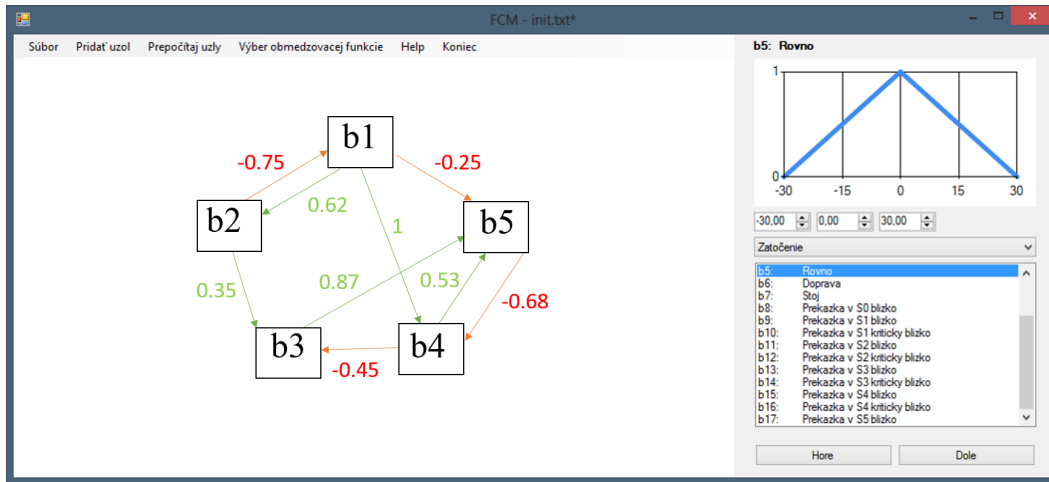 FCM - init.txt*
Súbor Pridať uzol Prepočítaj uzly Výber obmedzovacej funkcie Help Koniec
b1
-0.75
-0.25
0.62
b2
b5
1
0.35
0.87
0.53
-0.68
b3
b4
-0.45
b5: Rovno
1
0
-30 -15 0 15 30
-30,00 0,00 30,00
Zatočenie
b5: Rovno
b6: Doprava
b7: Stoj
b8: Prekazka v S0 blizko
b9: Prekazka v S1 blizko
b10: Prekazka v S1 kriticky blizko
b11: Prekazka v S2 blizko
b12: Prekazka v S2 kriticky blizko
b13: Prekazka v S3 blizko
b14: Prekazka v S3 kriticky blizko
b15: Prekazka v S4 blizko
b16: Prekazka v S4 kriticky blizko
b17: Prekazka v S5 blizko
Hore Dole